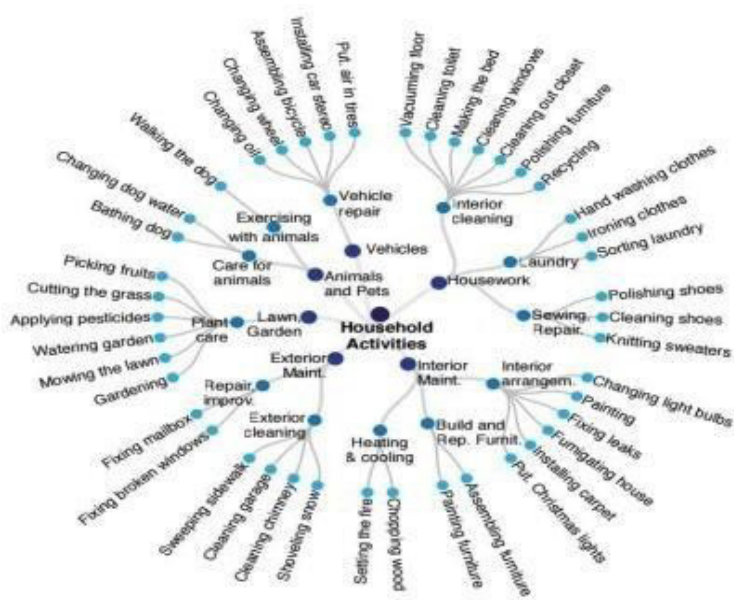 Put. air in tires
Installing car stereo
Assembling bicycle
Changing wheel
Changing oil
Vehicle
repair
Vehicles
Vacuuming floor
Cleaning toilet
Making the bed
Cleaning windows
Cleaning out closet
Polishing furniture
Recycling
Interior
cleaning
Hand washing clothes
Ironing clothes
Sorting laundry
Laundry
Housework
Polishing shoes
Cleaning shoes
Knitting sweaters
Sewing,
Repair.
Walking the dog
Exercising
with animals
Changing dog water
Bathing dog
Care for
animals
Animals
and Pets
Picking fruits
Cutting the grass
Applying pesticides
Watering garden
Mowing the lawn
Gardening
Plant
care
Lawn,
Garden
Household
Activities
Exterior
Maint.
Repair,
improv.
Fixing mailbox
Fixing broken windows
Exterior
cleaning
Sweeping sidewalk
Cleaning garage
Cleaning chimney
Shoveling snow
Interior
Maint.
Heating
& cooling
Setting the fire
Chopping wood
Build and
Rep. Furnit.
Painting furniture
Assembling furniture
Interior
arrangem.
Changing light bulbs
Painting
Fixing leaks
Fumigating house
Installing carpet
Put. Christmas lights